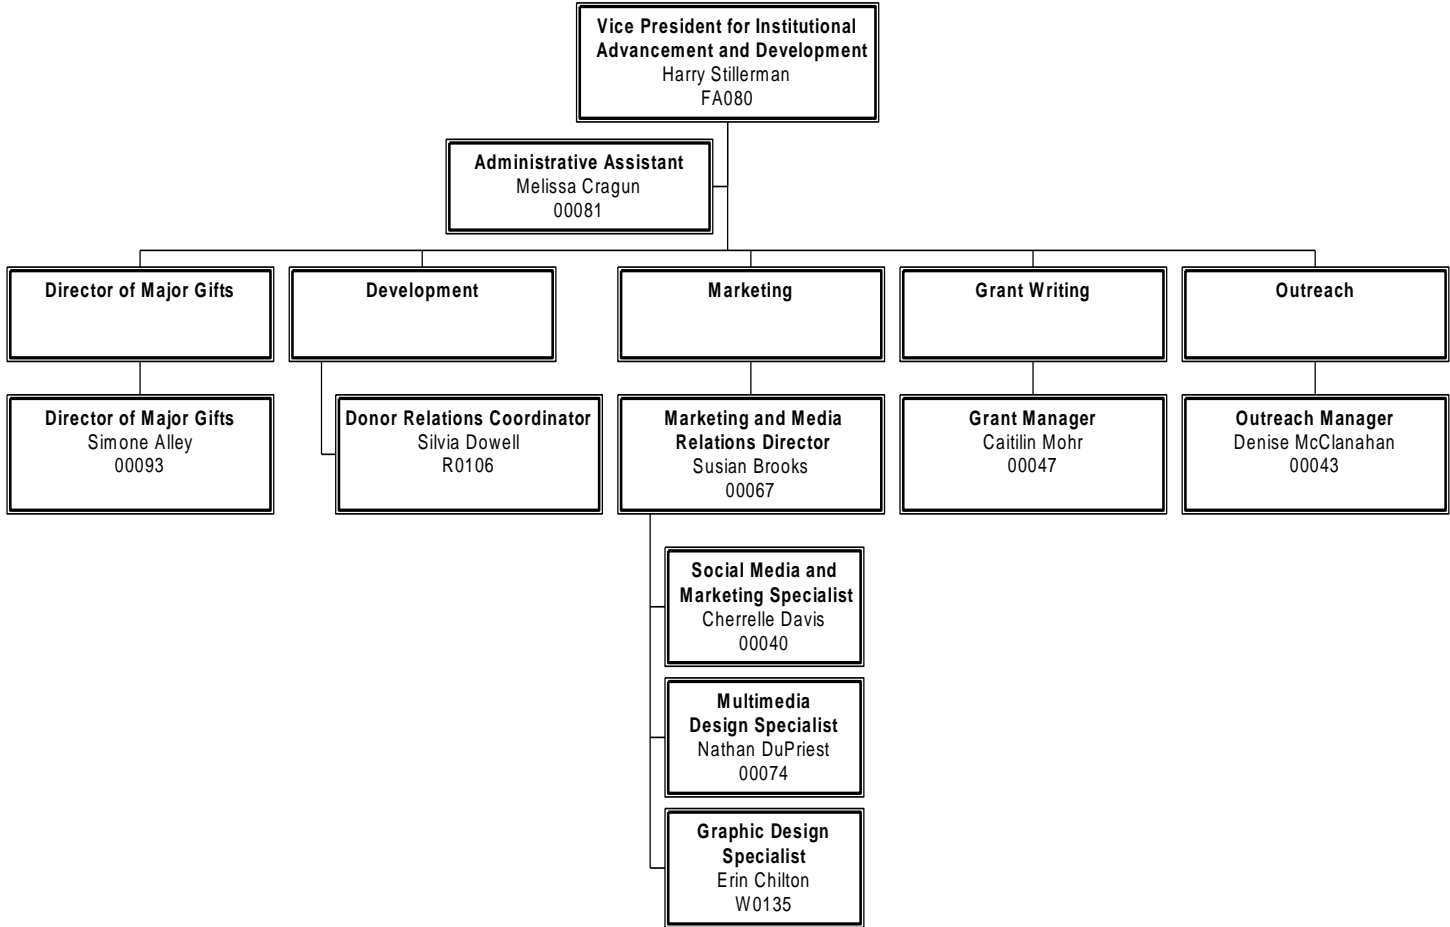 Vice President for Institutional
Advancement and Development
Harry Stillerman
FA080
Administrative Assistant
Melissa Cragun
00081
Director of Major Gifts
Development
Marketing
Grant Writing
Outreach
Director of Major Gifts
Simone Alley
00093
Donor Relations Coordinator
Silvia Dowell
R0106
Marketing and Media
Relations Director
Susian Brooks
00067
Grant Manager
Caitilin Mohr
00047
Outreach Manager
Denise McClanahan
00043
Social Media and
Marketing Specialist
Cherrelle Davis
00040
Multimedia
Design Specialist
Nathan DuPriest
00074
Graphic Design
Specialist
Erin Chilton
W0135